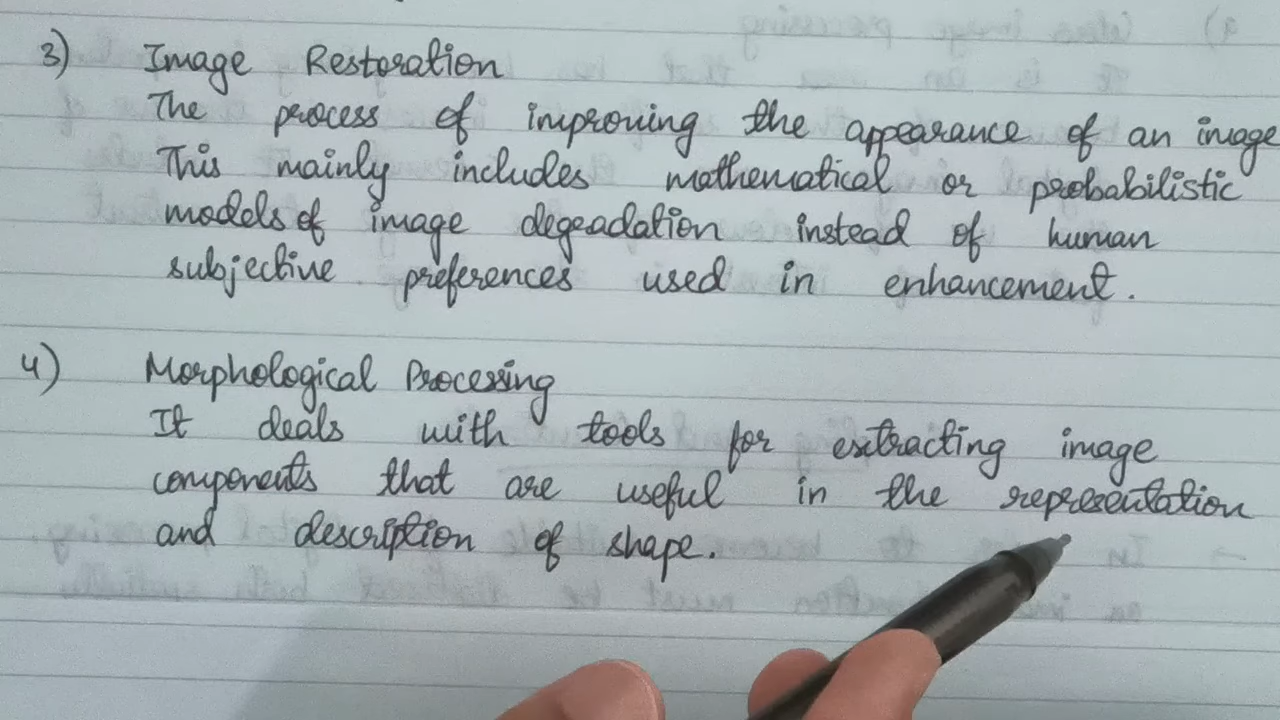 3) Image Restoration
The process of improving the appearance of an image
This mainly includes mathematical or probabilistic
models of image degradation instead of human
subjective preferences used in enhancement.
4) Morphological Processing
It deals with tools for extracting image
components that are useful in the representation
and description of shape.